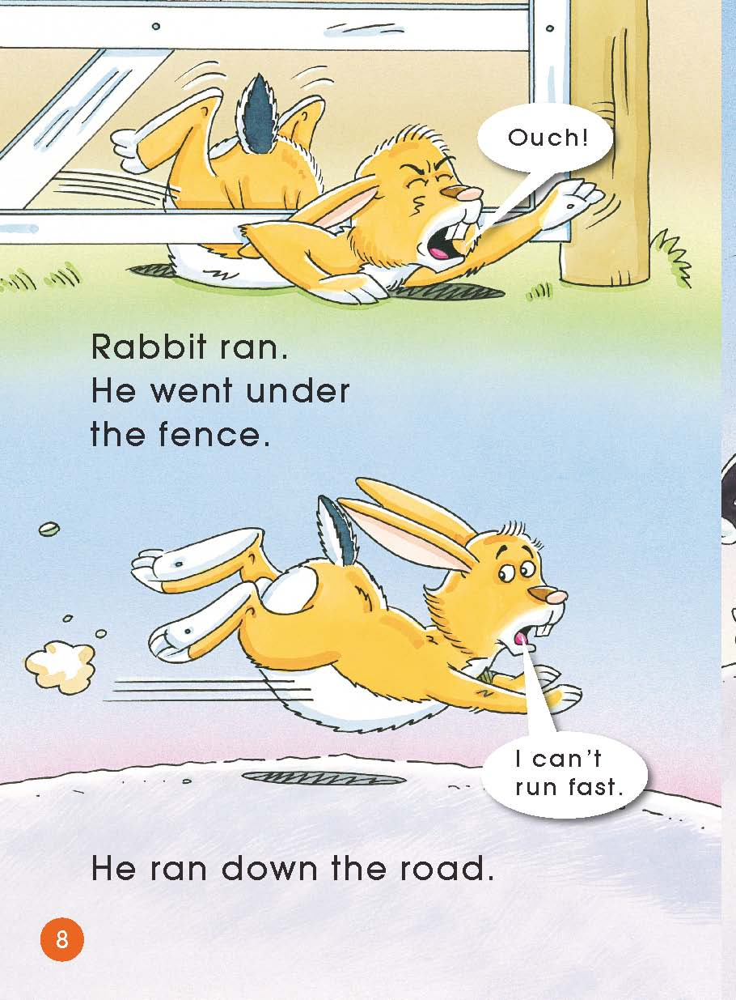 Ouch!
Rabbit ran.
He went under
the fence.
I can't
run fast.
He ran down the road.
8